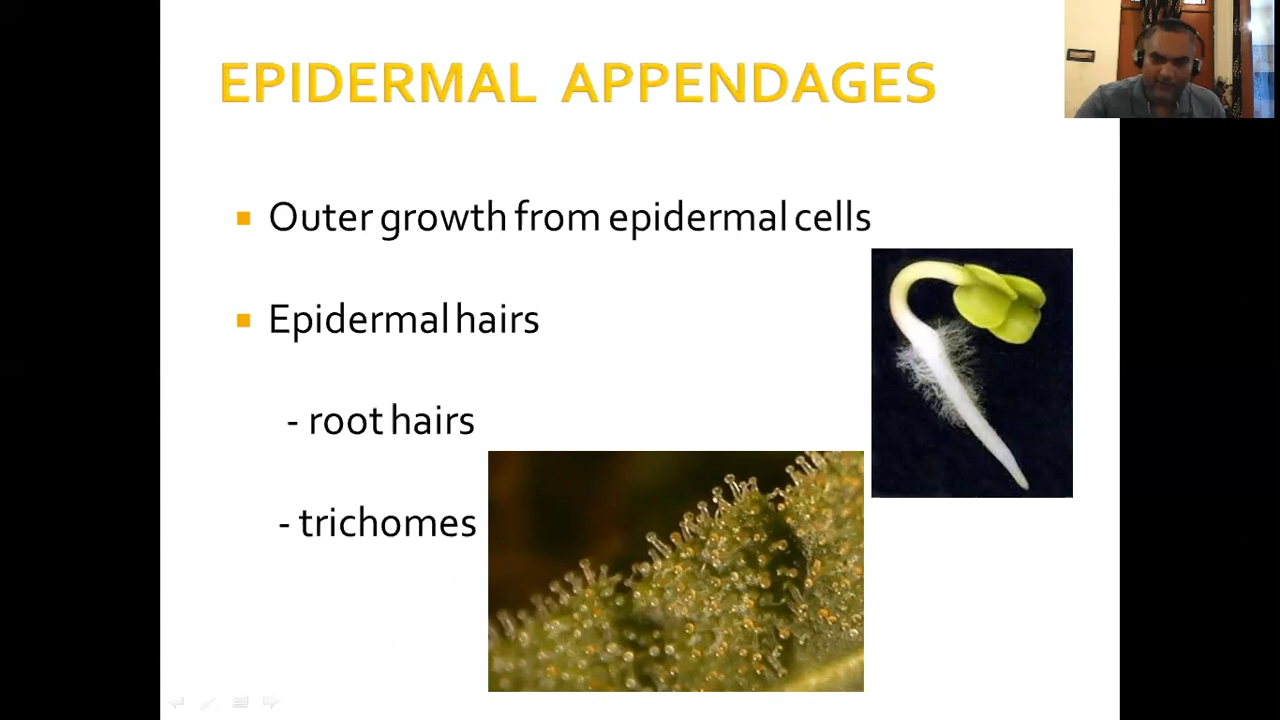 EPIDERMAL APPENDAGES
Outer growth from epidermal cells
Epidermal hairs
- root hairs
- trichomes